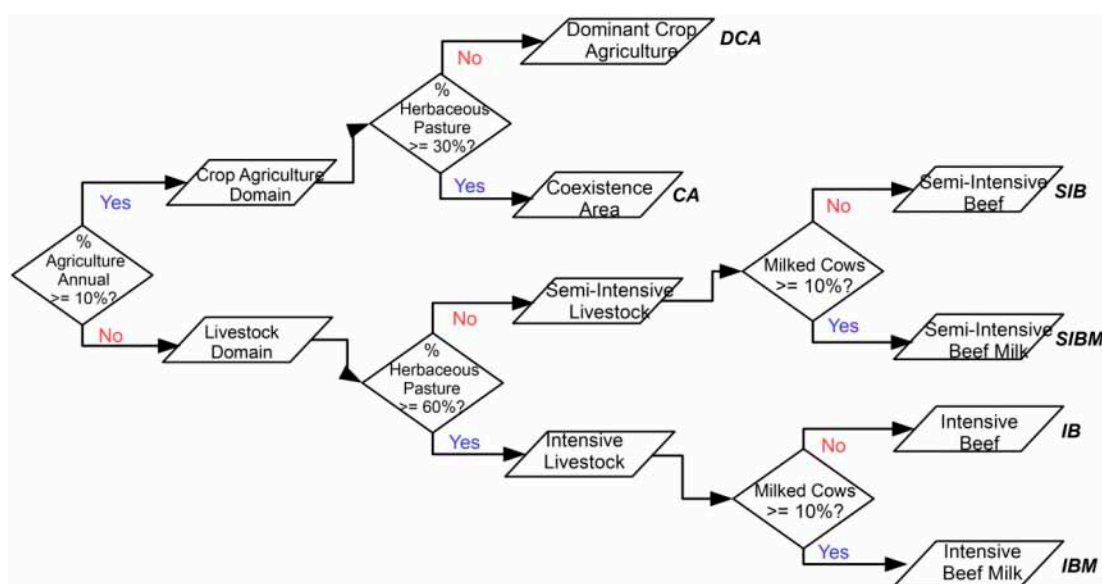 Dominant Crop
Agriculture
DCA
No
%
Herbaceous
Pasture
>= 30%?
Crop Agriculture
Domain
Yes
Yes
Coexistence
Area
CA
Semi-Intensive
Beef
SIB
No
%
Agriculture
Annual
>= 10%?
Semi-Intensive
Livestock
Milked Cows
>= 10%?
No
Livestock
Domain
No
Yes
Semi-Intensive
Beef Milk
SIBM
%
Herbaceous
Pasture
>= 60%?
Yes
Intensive
Livestock
Intensive
Beef
IB
No
Milked Cows
>= 10%?
Yes
Intensive
Beef Milk
IBM